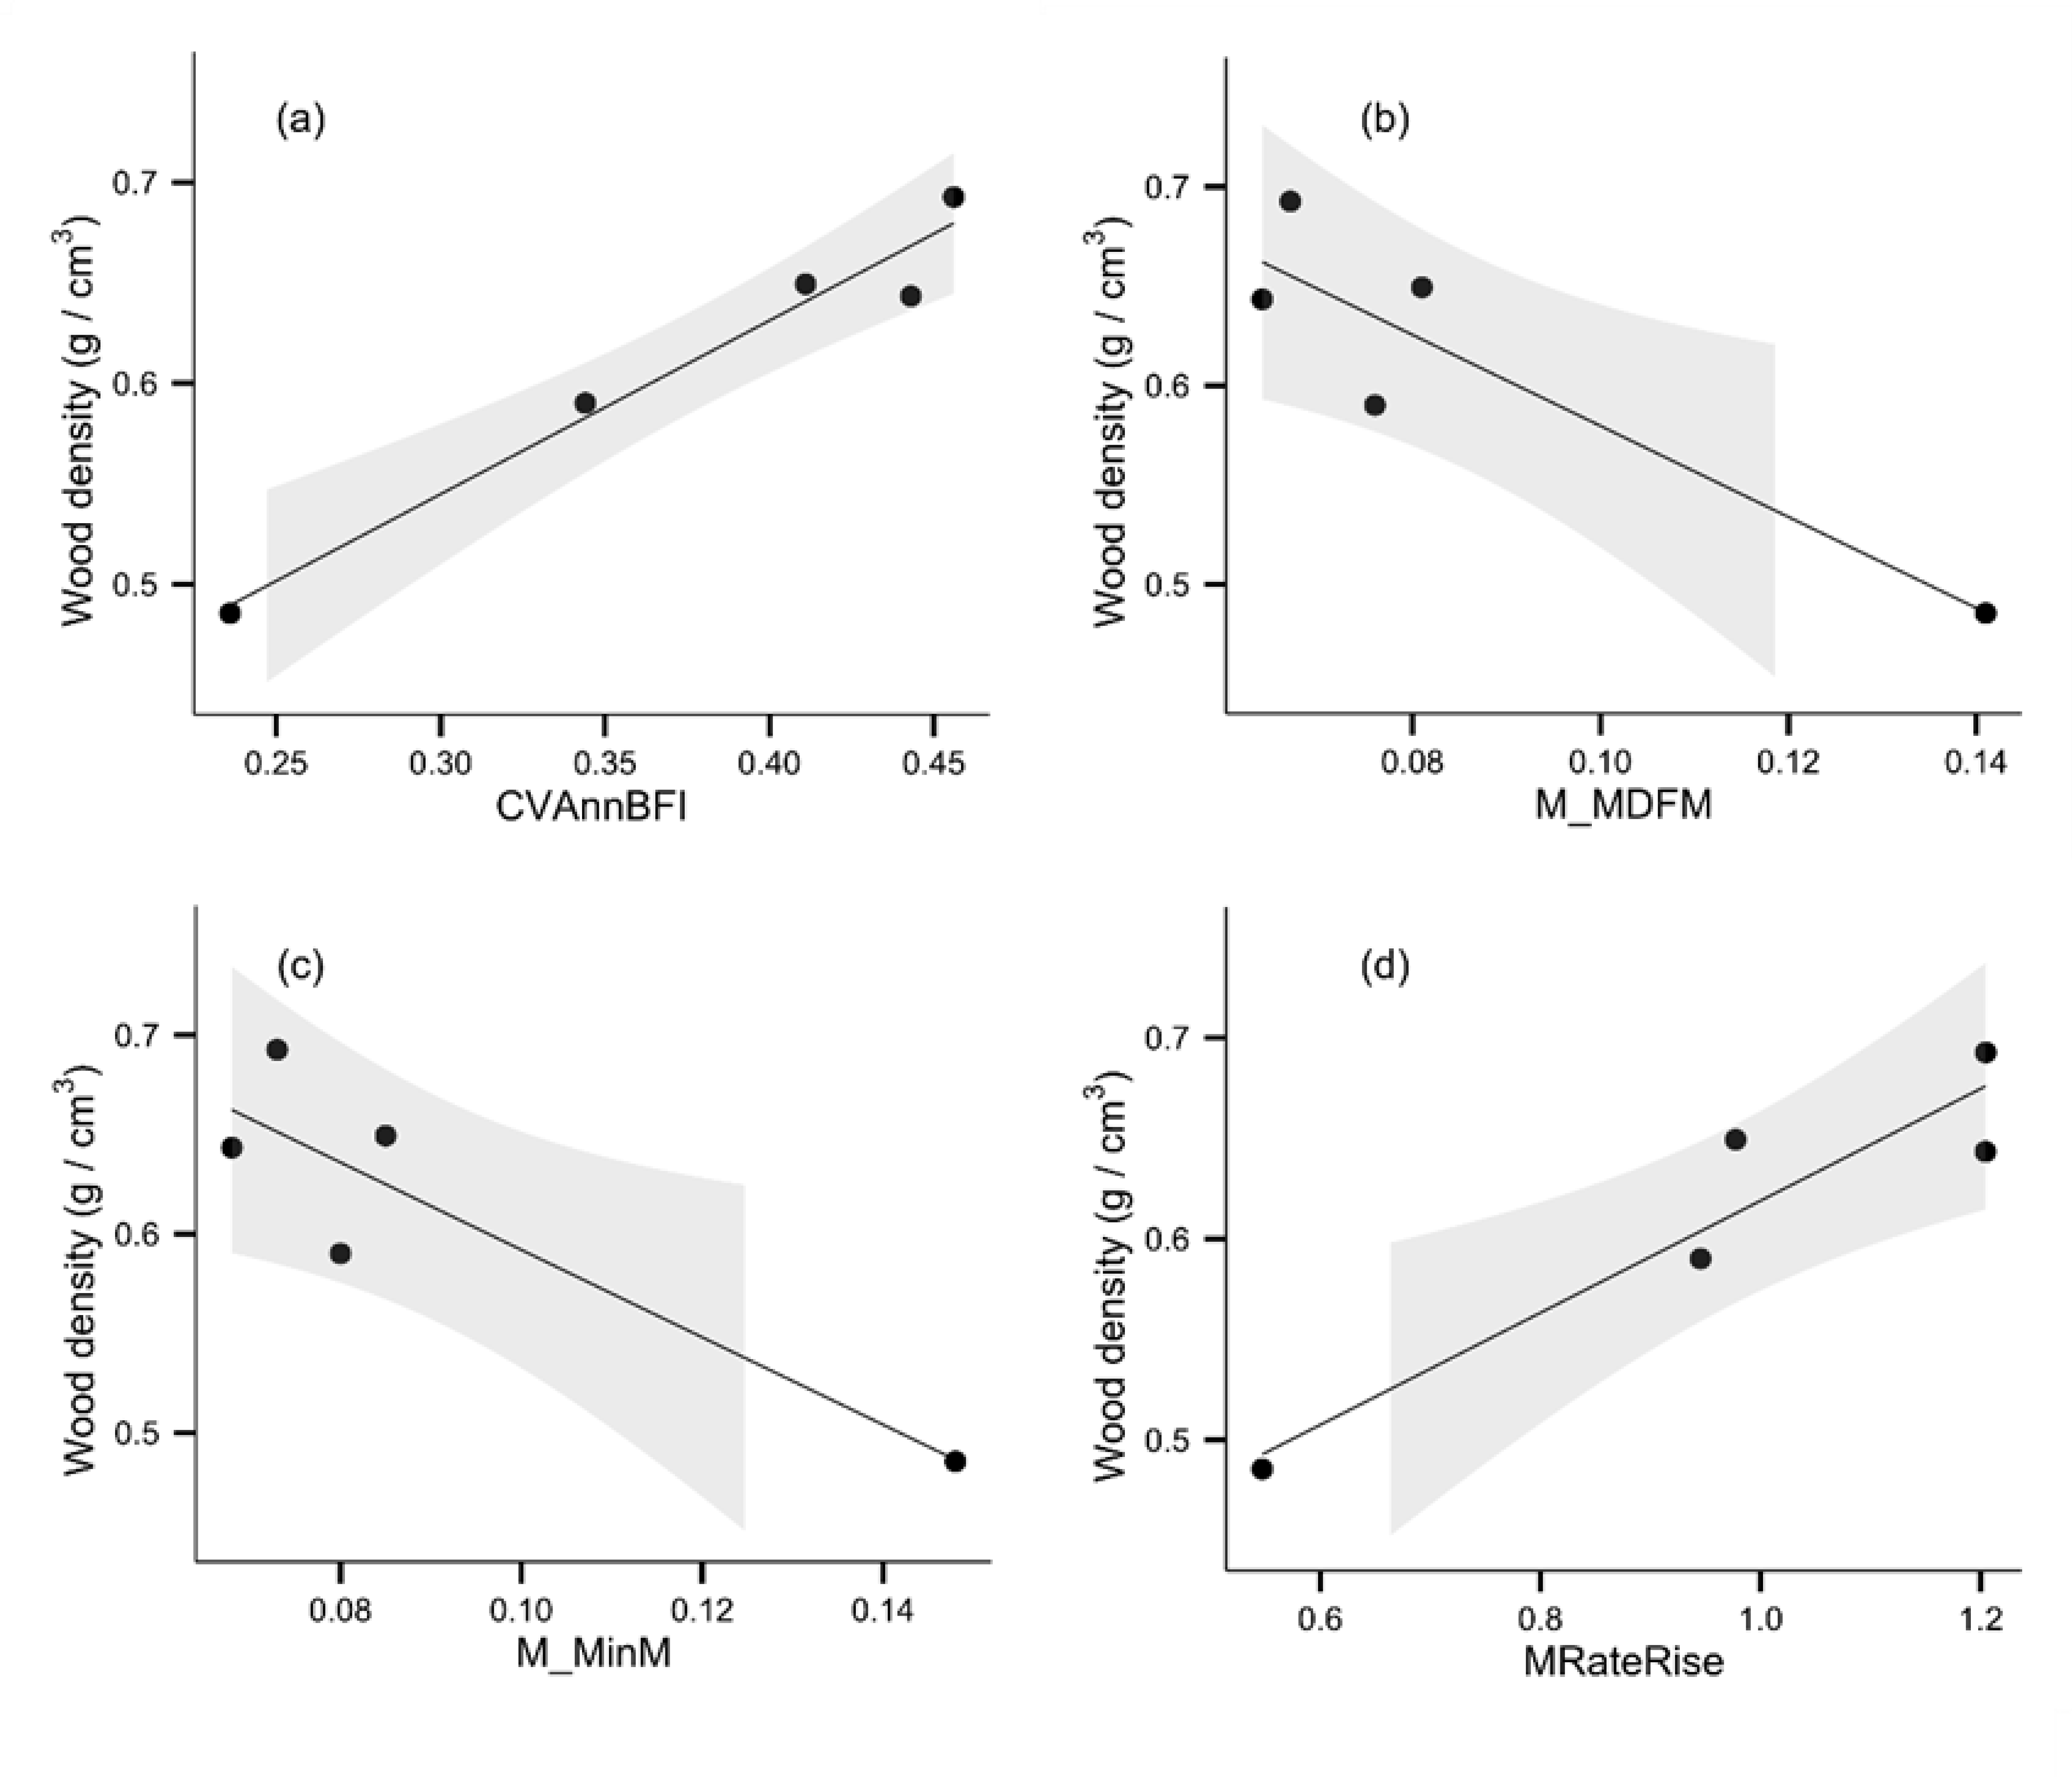 (a)
Wood density (g / cm³)
0.7
0.6
0.5
0.25 0.30 0.35 0.40 0.45
CVAnnBFI
(b)
Wood density (g / cm³)
0.7
0.6
0.5
0.08 0.10 0.12 0.14
M_MDFM
(c)
Wood density (g / cm³)
0.7
0.6
0.5
0.08 0.10 0.12 0.14
M_MinM
(d)
Wood density (g / cm³)
0.7
0.6
0.5
0.6 0.8 1.0 1.2
MRateRise